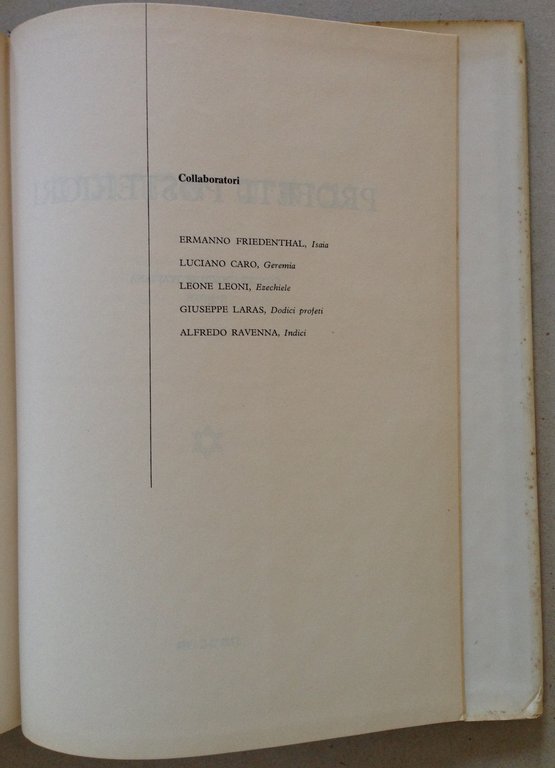 Collaboratori
ERMANNO FRIEDENTHAL, Isaia
LUCIANO CARO, Geremia
LEONE LEONI, Ezechiele
GIUSEPPE LARAS, Dodici profeti
ALFREDO RAVENNA, Indici